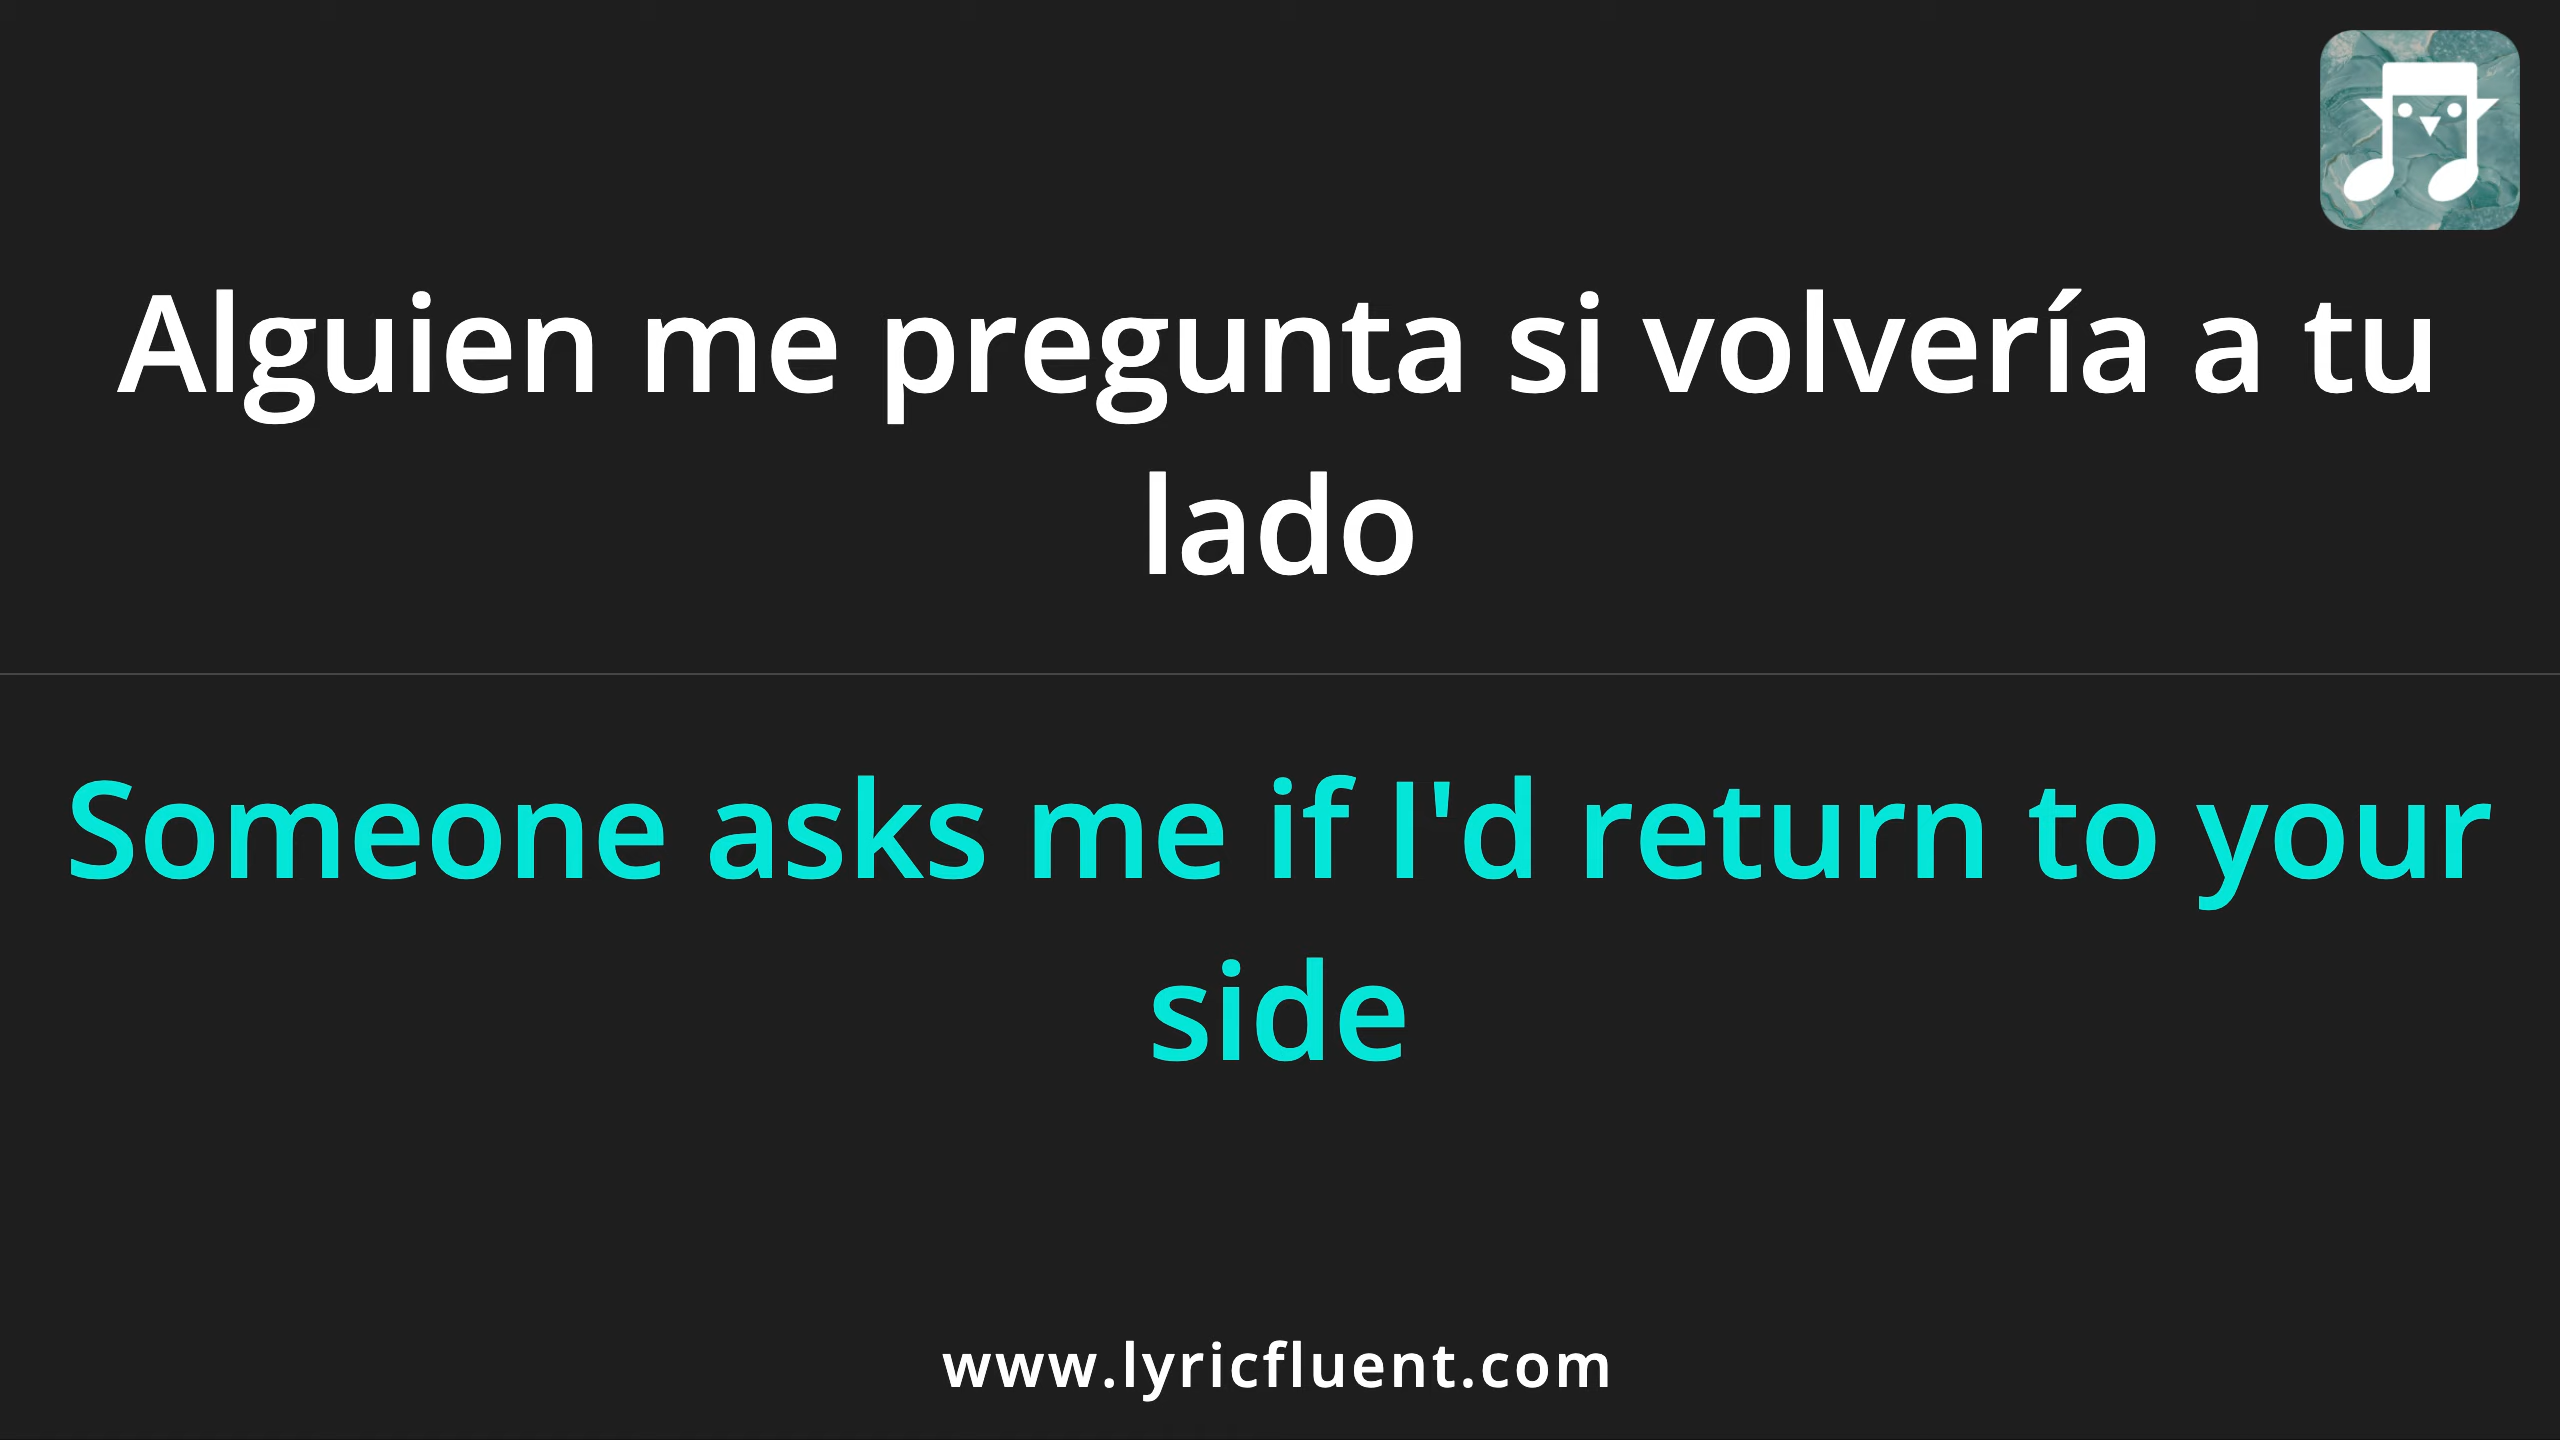 Alguien me pregunta si volvería a tu
lado
Someone asks me if I'd return to your
side
www.lyricfluent.com